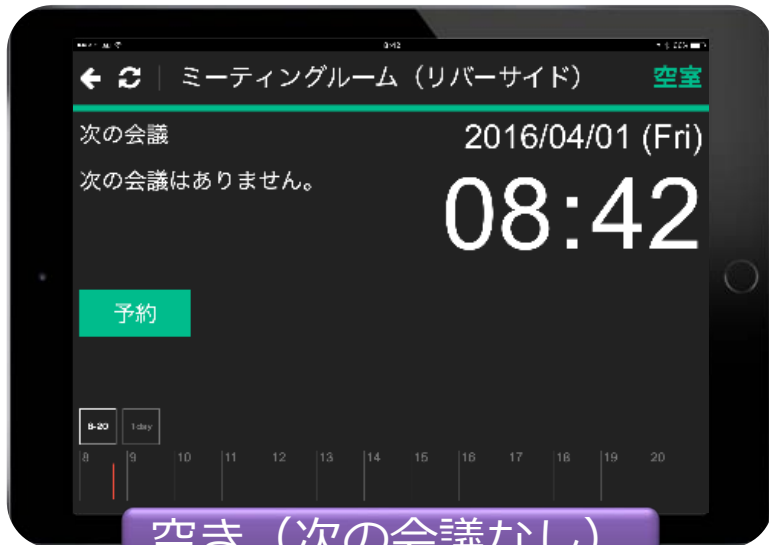 8:42
ミーティングルーム（リバーサイド） 空室
次の会議 2016/04/01 (Fri)
次の会議はありません。 08:42
予約
8-20 1day
8 9 10 11 12 13 14 15 16 17 18 19 20
空き（次の会議なし）